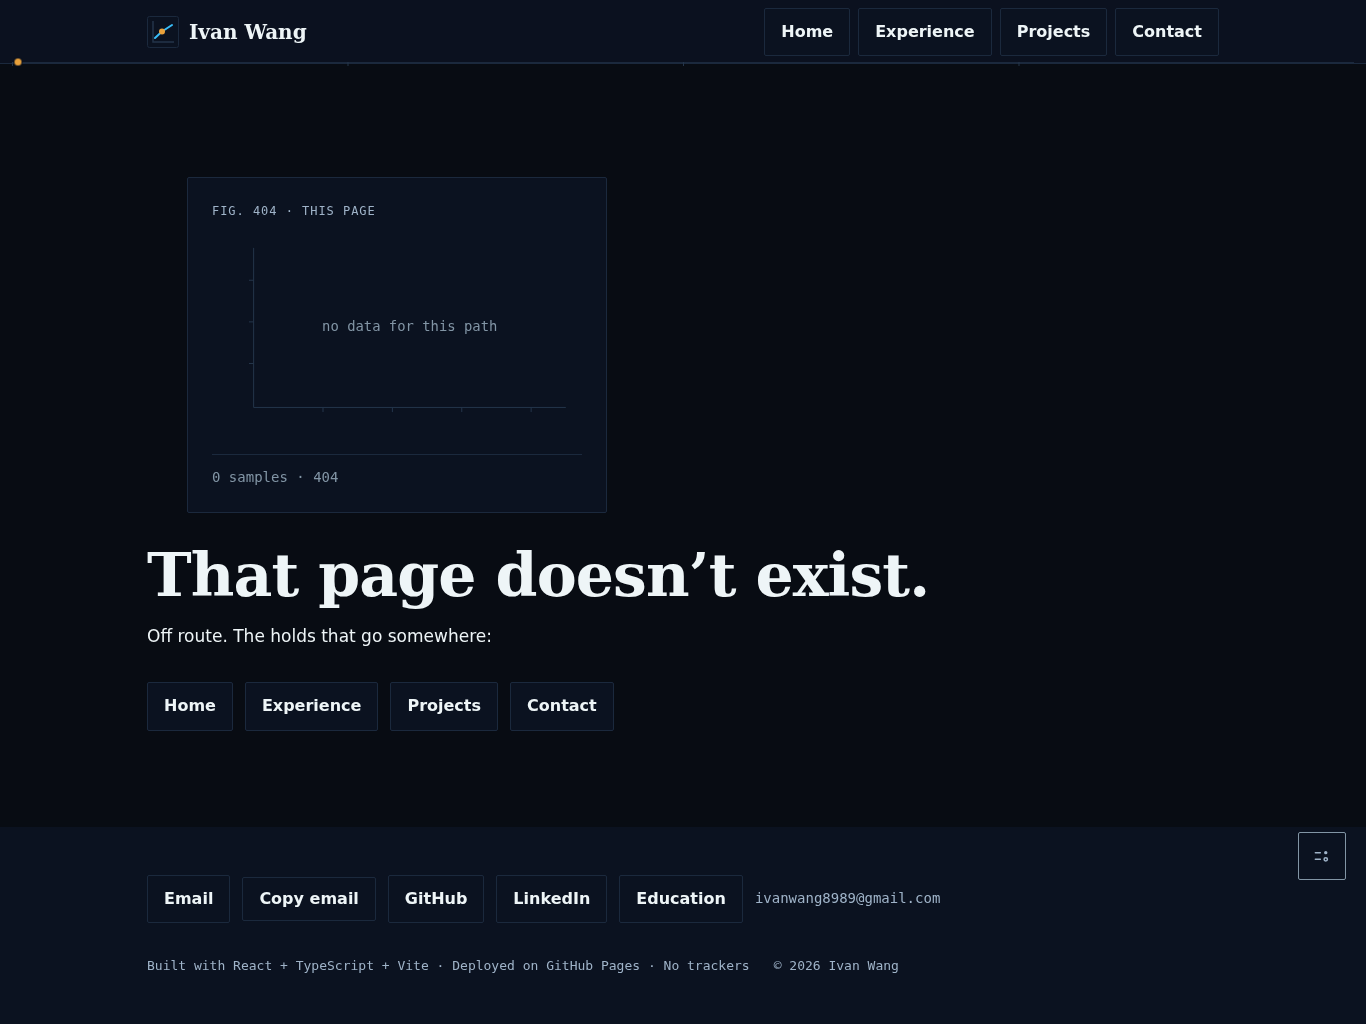 Ivan Wang
Home Experience Projects Contact
FIG. 404 · THIS PAGE
no data for this path
0 samples · 404
That page doesn’t exist.
Off route. The holds that go somewhere:
Home Experience Projects Contact
Email Copy email GitHub LinkedIn Education ivanwang8989@gmail.com
Built with React + TypeScript + Vite · Deployed on GitHub Pages · No trackers © 2026 Ivan Wang